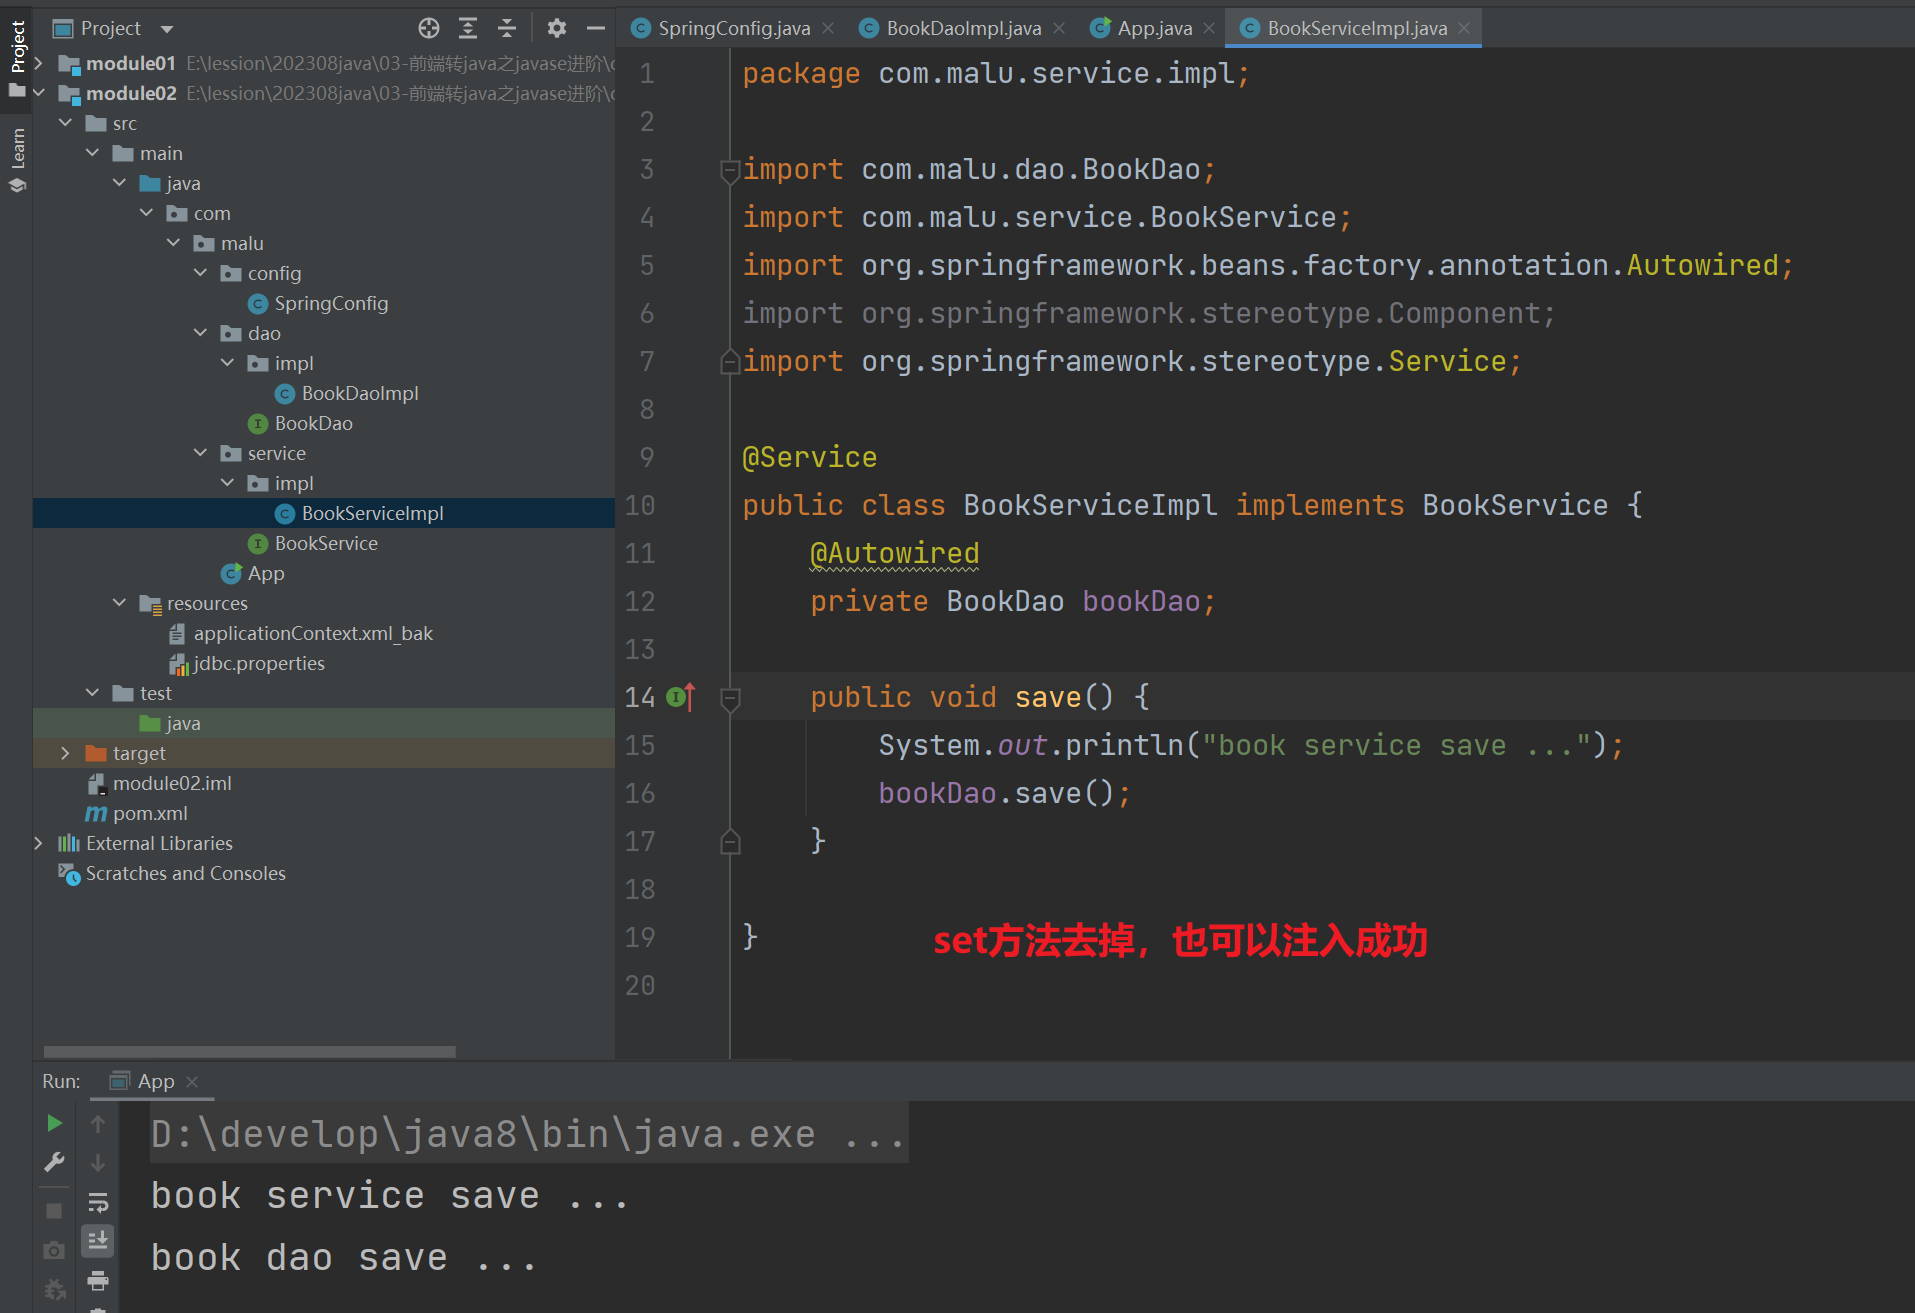 Project
Learn
Project
module01 E:\lession\202308java\03-前端转java之javase进阶\
module02 E:\lession\202308java\03-前端转java之javase进阶\
src
main
java
com
malu
config
SpringConfig
dao
impl
BookDaoImpl
BookDao
service
impl
BookServiceImpl
BookService
App
resources
applicationContext.xml_bak
jdbc.properties
test
java
target
module02.iml
pom.xml
External Libraries
Scratches and Consoles
SpringConfig.java BookDaoImpl.java App.java BookServiceImpl.java
1 package com.malu.service.impl;
2
3 import com.malu.dao.BookDao;
4 import com.malu.service.BookService;
5 import org.springframework.beans.factory.annotation.Autowired;
6 import org.springframework.stereotype.Component;
7 import org.springframework.stereotype.Service;
8
9 @Service
10 public class BookServiceImpl implements BookService {
11 @Autowired
12 private BookDao bookDao;
13
14 public void save() {
15 System.out.println("book service save ...");
16 bookDao.save();
17 }
18
19 }
set方法去掉，也可以注入成功
20
Run: App
D:\develop\java8\bin\java.exe ...
book service save ...
book dao save ...